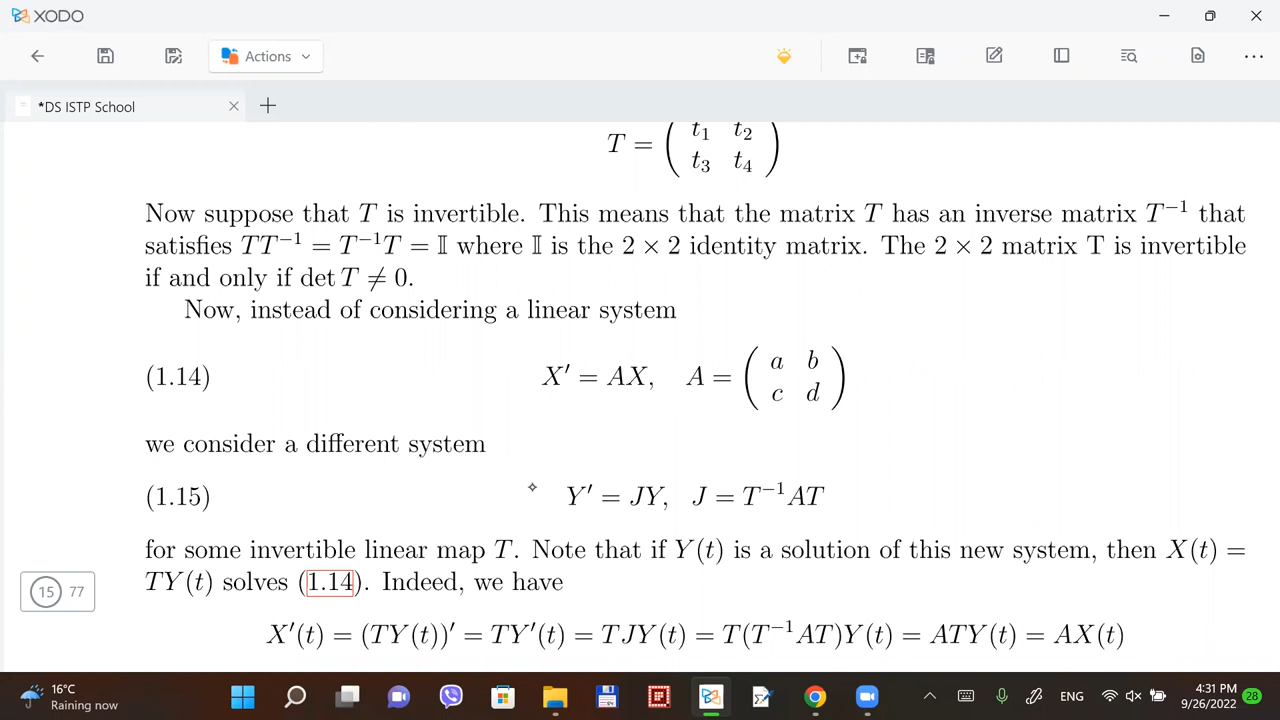 XODO
Actions
*DS ISTP School
T = ( t₁ t₂
t₃ t₄ )
Now suppose that T is invertible. This means that the matrix T has an inverse matrix T⁻¹ that
satisfies TT⁻¹ = T⁻¹T = 𝕀 where 𝕀 is the 2 × 2 identity matrix. The 2 × 2 matrix T is invertible
if and only if det T ≠ 0.
Now, instead of considering a linear system
(1.14) X′ = AX, A = ( a b
c d )
we consider a different system
(1.15) Y′ = JY, J = T⁻¹AT
for some invertible linear map T. Note that if Y(t) is a solution of this new system, then X(t) =
TY(t) solves (1.14). Indeed, we have
15 77
X′(t) = (TY(t))′ = TY′(t) = TJY(t) = T(T⁻¹AT)Y(t) = ATY(t) = AX(t)
16°C
Raining now
ENG
4:31 PM
9/26/2022
28